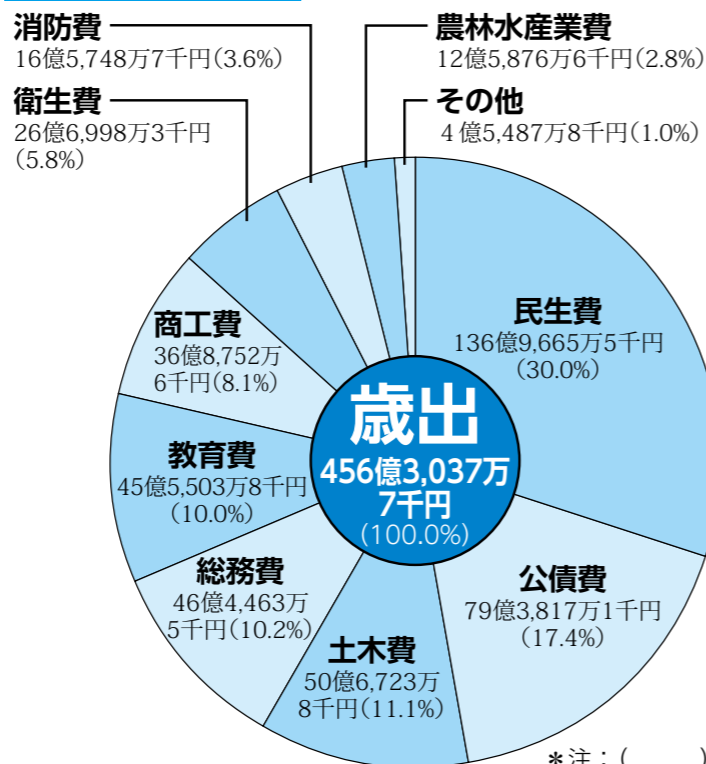 消防費
16億5,748万7千円(3.6%)
農林水産業費
12億5,876万6千円(2.8%)
衛生費
26億6,998万3千円
(5.8%)
その他
4億5,487万8千円(1.0%)
民生費
136億9,665万5千円
(30.0%)
商工費
36億8,752万
6千円(8.1%)
歳出
456億3,037万
7千円
(100.0%)
教育費
45億5,503万8千円
(10.0%)
公債費
79億3,817万1千円
(17.4%)
総務費
46億4,463万
5千円(10.2%)
土木費
50億6,723万
8千円(11.1%)
*注：(　　)